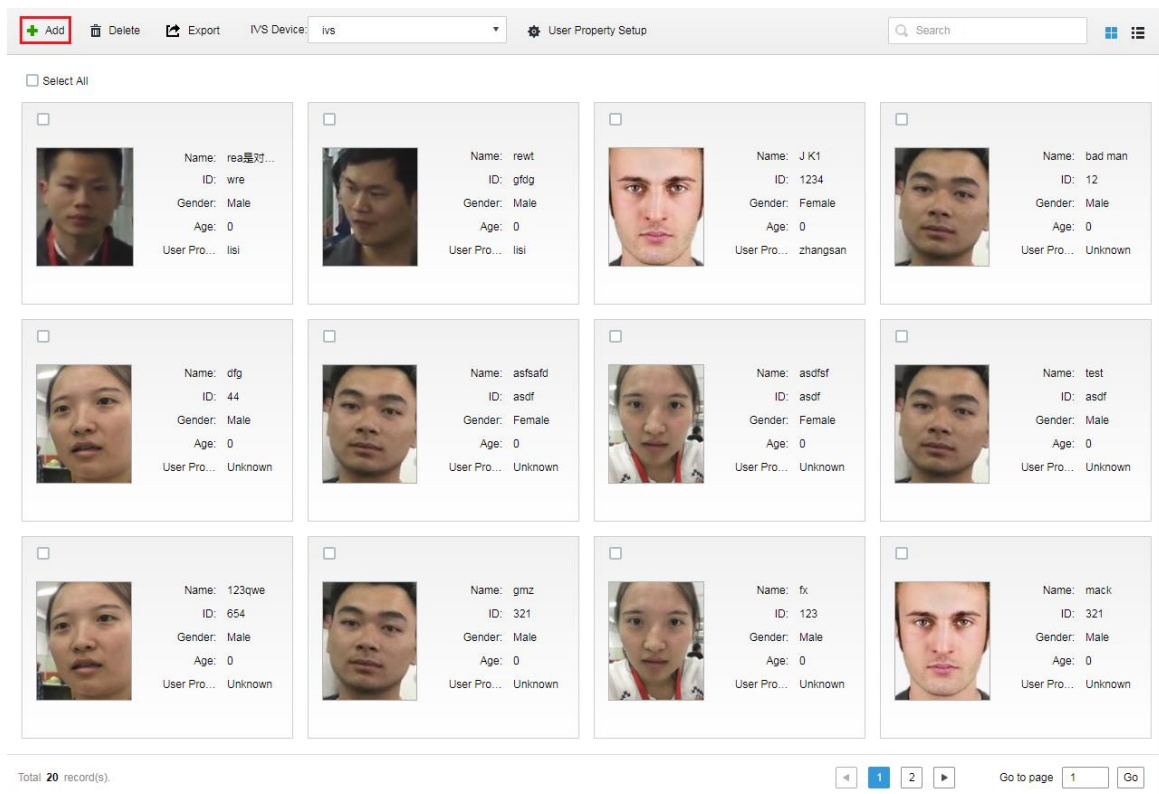 Add Delete Export IVS Device: ivs User Property Setup Search
Select All
Name: rea是对... Name: rewt Name: J K1 Name: bad man
ID: wre ID: gfdg ID: 1234 ID: 12
Gender: Male Gender: Male Gender: Female Gender: Male
Age: 0 Age: 0 Age: 0 Age: 0
User Pro... lisi User Pro... lisi User Pro... zhangsan User Pro... Unknown
Name: dfg Name: asfsafd Name: asdfsf Name: test
ID: 44 ID: asdf ID: asdf ID: asdf
Gender: Male Gender: Female Gender: Female Gender: Male
Age: 0 Age: 0 Age: 0 Age: 0
User Pro... Unknown User Pro... Unknown User Pro... Unknown User Pro... Unknown
Name: 123qwe Name: gmz Name: fx Name: mack
ID: 654 ID: 321 ID: 123 ID: 321
Gender: Male Gender: Male Gender: Male Gender: Male
Age: 0 Age: 0 Age: 0 Age: 0
User Pro... Unknown User Pro... Unknown User Pro... Unknown User Pro... Unknown
Total 20 record(s). 1 2 Go to page 1 Go